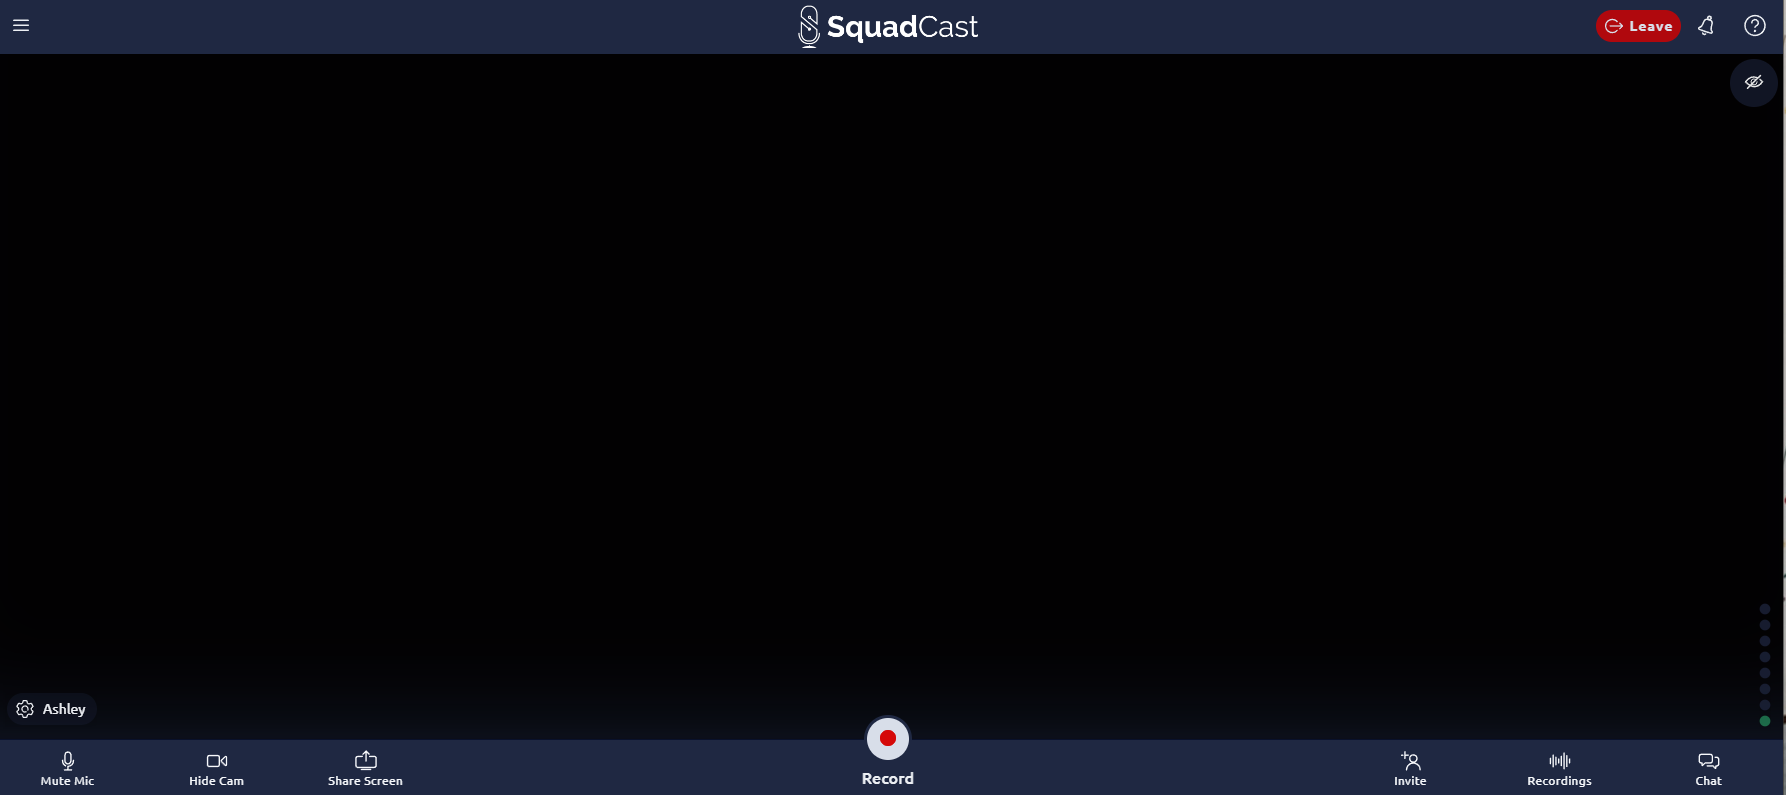 SquadCast
Leave
Ashley
Mute Mic
Hide Cam
Share Screen
Record
Invite
Recordings
Chat